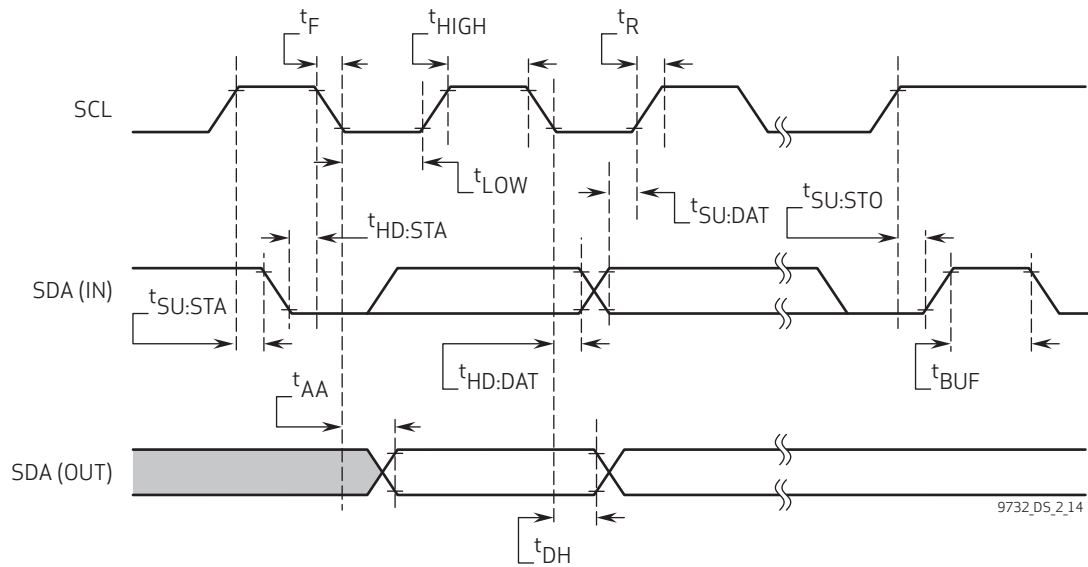 tF
tHIGH
tR
SCL
tLOW
tSU:DAT
tSU:STO
tHD:STA
SDA (IN)
tSU:STA
tHD:DAT
tBUF
tAA
SDA (OUT)
9732_DS_2_14
tDH